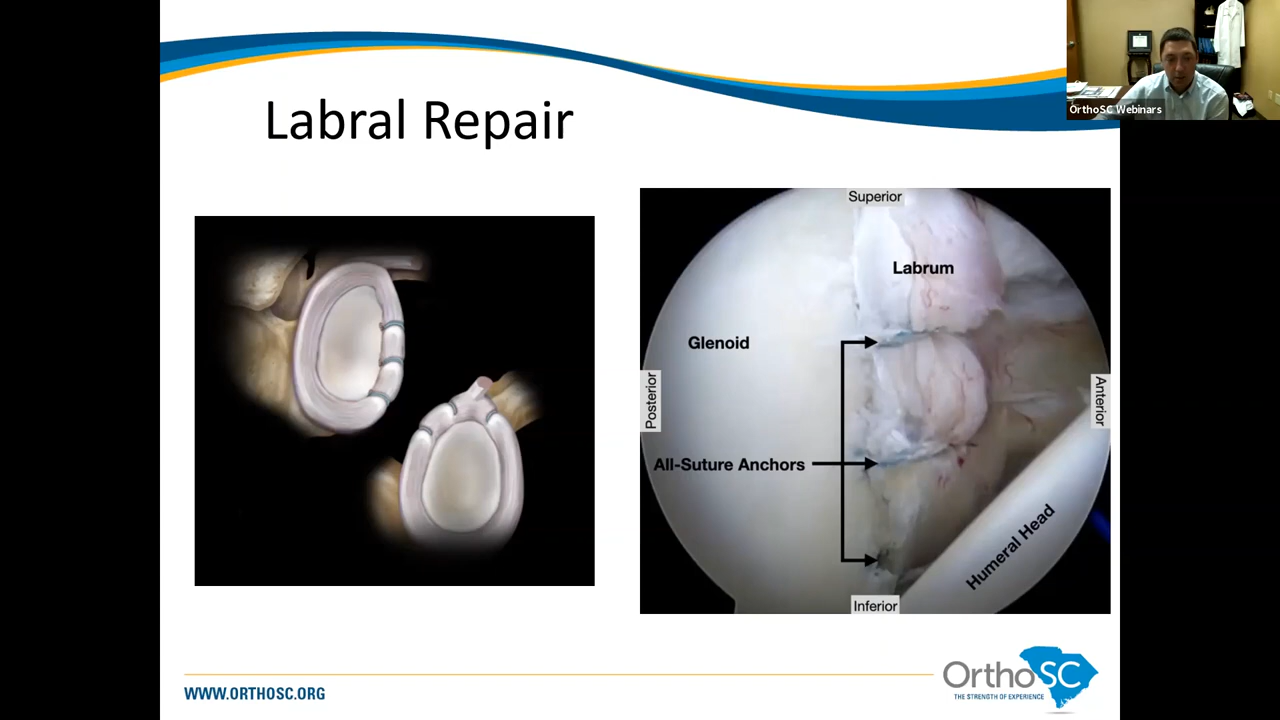 OrthoSC Webinars
Labral Repair
Superior
Labrum
Glenoid
Posterior
Anterior
All-Suture Anchors
Humeral Head
Inferior
WWW.ORTHOSC.ORG
OrthoSC
THE STRENGTH OF EXPERIENCE